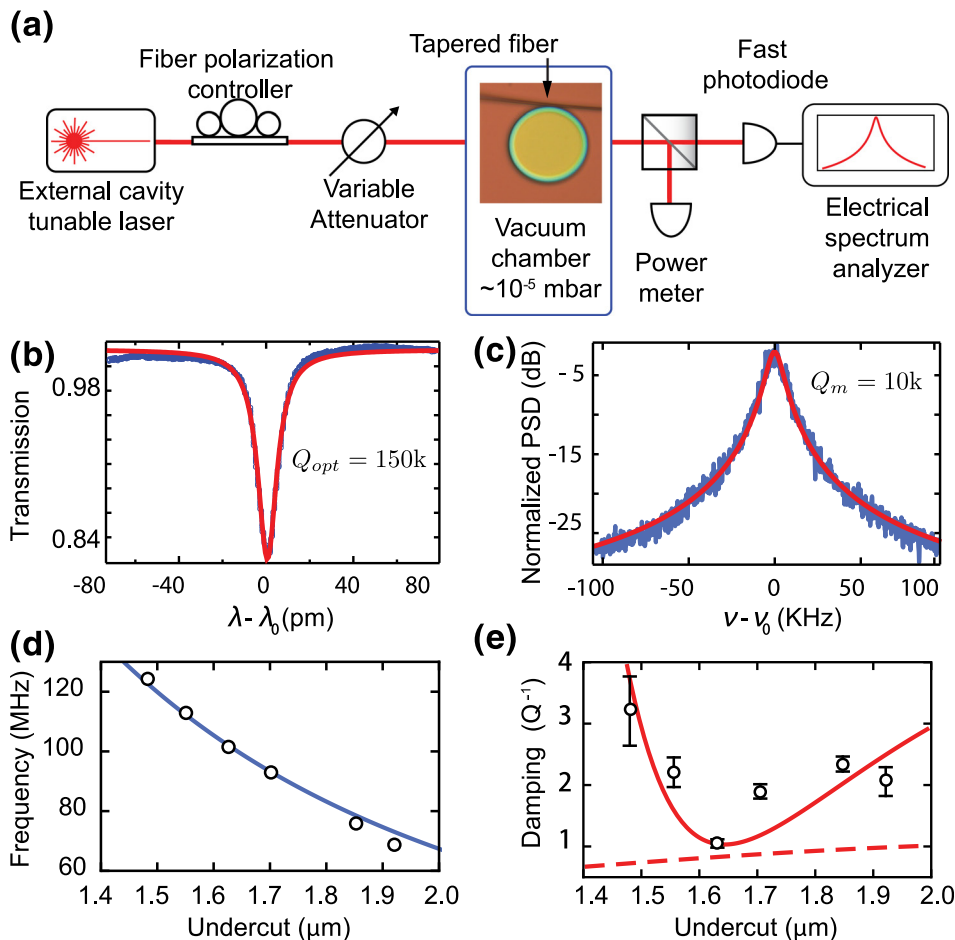 (a)
Tapered fiber
Fiber polarization
controller
Fast
photodiode
External cavity
tunable laser
Variable
Attenuator
Vacuum
chamber
~10⁻⁵ mbar
Power
meter
Electrical
spectrum
analyzer
(b)
Transmission
0.98
0.84
Q_opt = 150k
-80 -40 0 40 80
λ - λ₀ (pm)
(c)
Normalized PSD (dB)
-5
-15
-25
Q_m = 10k
-100 -50 0 50 100
ν - ν₀ (KHz)
(d)
Frequency (MHz)
120
100
80
60
1.4 1.5 1.6 1.7 1.8 1.9 2.0
Undercut (μm)
(e)
Damping (Q⁻¹)
4
3
2
1
1.4 1.5 1.6 1.7 1.8 1.9 2.0
Undercut (μm)